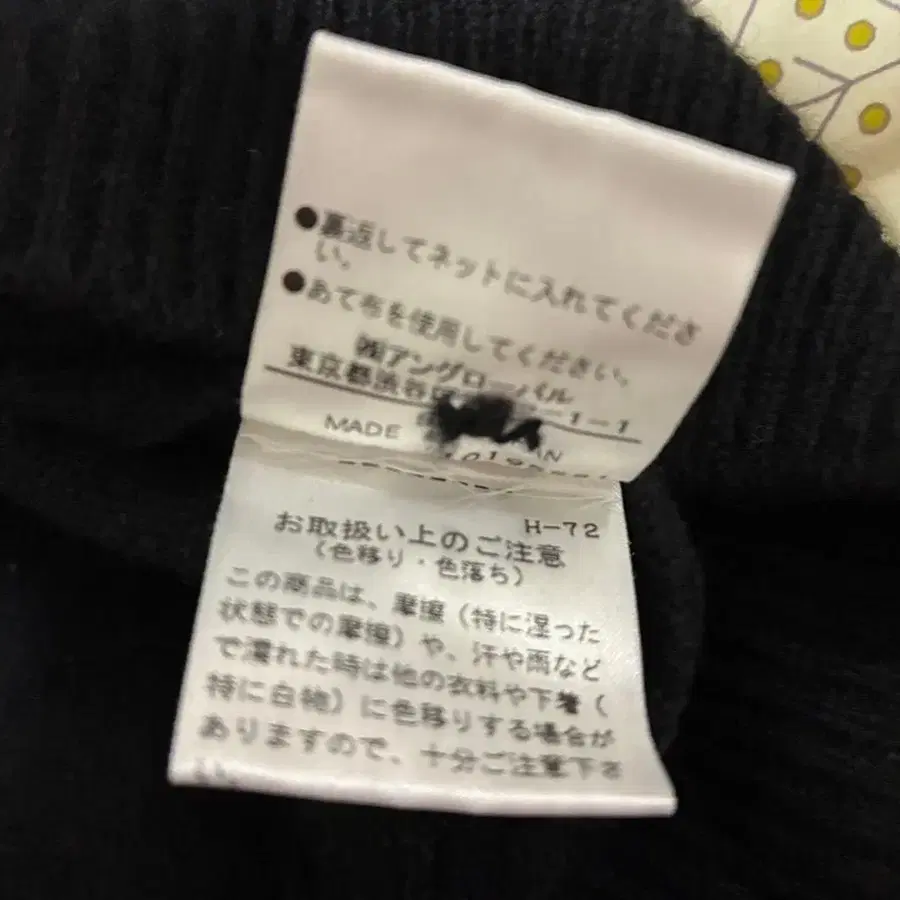 ●裏返してネットに入れてくださ
い。
●あて布を使用してください。
㈱アングローバル
東京都渋谷区 -1-1
MADE
H-72
お取扱い上のご注意
（色移り・色落ち）
この商品は、摩擦（特に湿った
状態での摩擦）や、汗や雨など
で濡れた時は他の衣料や下着（
特に白物）に色移りする場合が
ありますので、十分ご注意下さ
い。